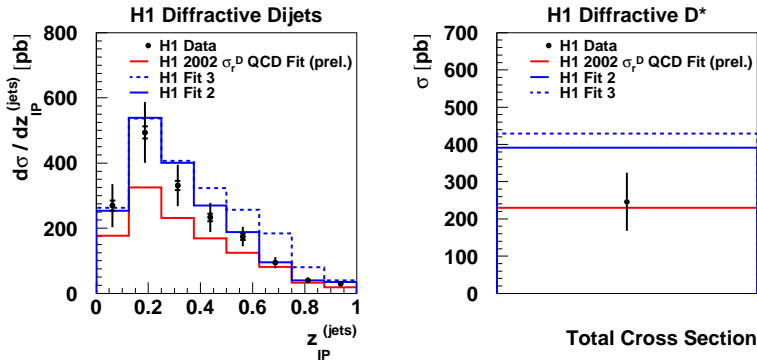 H1 Diffractive Dijets
dσ / dz_IP^(jets) [pb]
800
600
400
200
0
H1 Data
H1 2002 σ_r^D QCD Fit (prel.)
H1 Fit 3
H1 Fit 2
0 0.2 0.4 0.6 0.8 1
z_IP^(jets)
H1 Diffractive D*
σ [pb]
700
600
500
400
300
200
100
0
H1 Data
H1 2002 σ_r^D QCD Fit (prel.)
H1 Fit 2
H1 Fit 3
Total Cross Section